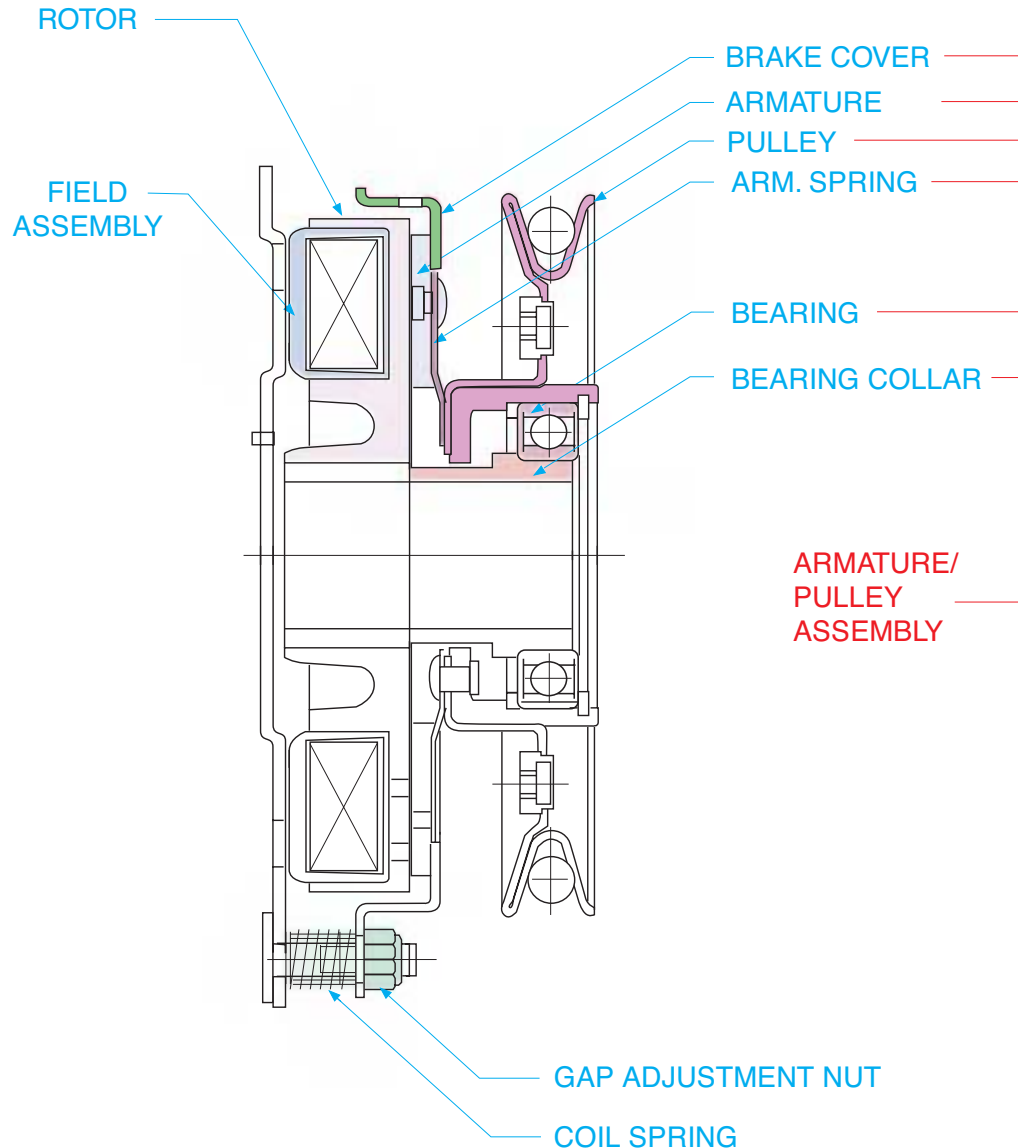 ROTOR
BRAKE COVER
ARMATURE
PULLEY
ARM. SPRING
FIELD
ASSEMBLY
BEARING
BEARING COLLAR
ARMATURE/
PULLEY
ASSEMBLY
GAP ADJUSTMENT NUT
COIL SPRING